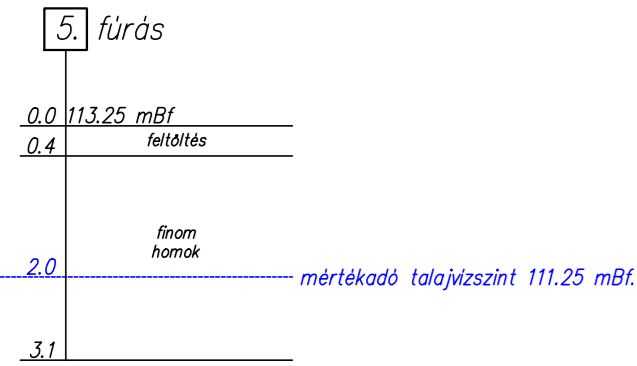 5. fúrás
0.0 113.25 mBf
0.4 feltöltés
finom
homok
2.0 mértékadó talajvízszint 111.25 mBf.
3.1